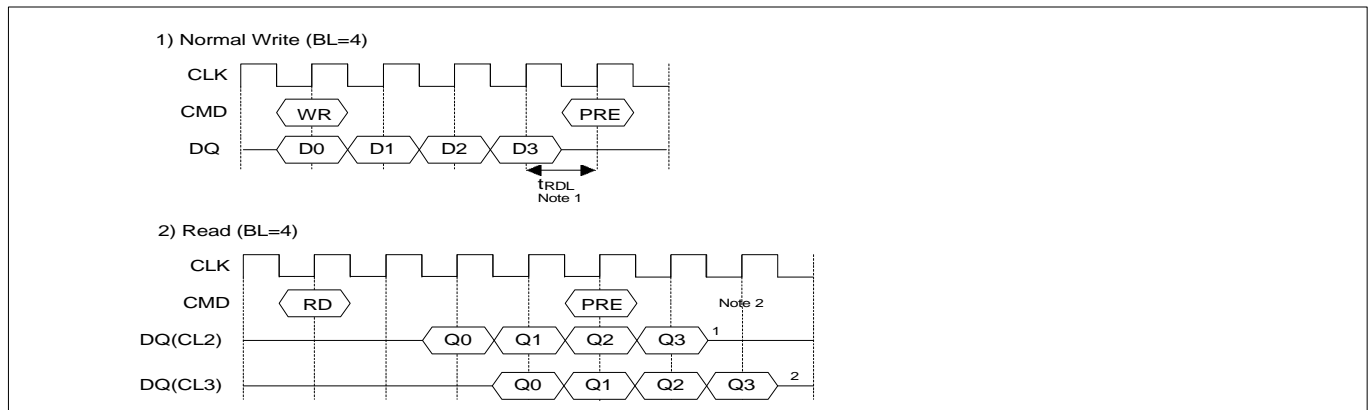 1) Normal Write (BL=4)
CLK
CMD WR PRE
DQ D0 D1 D2 D3
tRDL
Note 1
2) Read (BL=4)
CLK
CMD RD PRE Note 2
DQ(CL2) Q0 Q1 Q2 Q3 1
DQ(CL3) Q0 Q1 Q2 Q3 2